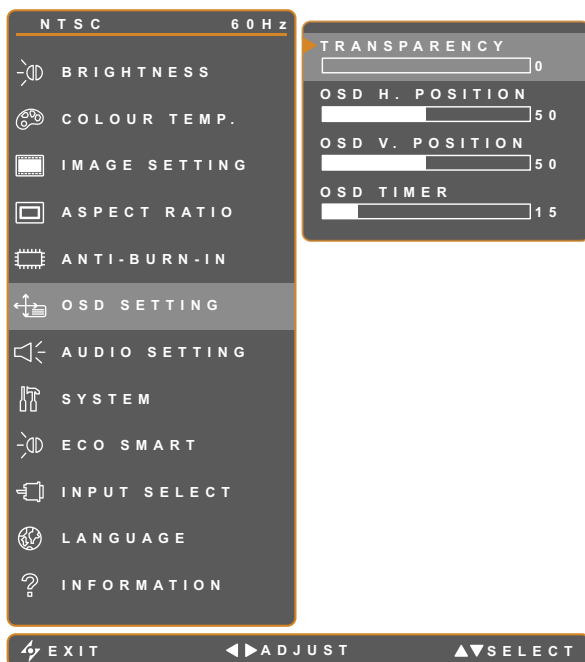 NTSC 60Hz
BRIGHTNESS
COLOUR TEMP.
IMAGE SETTING
ASPECT RATIO
ANTI-BURN-IN
OSD SETTING
AUDIO SETTING
SYSTEM
ECO SMART
INPUT SELECT
LANGUAGE
INFORMATION
TRANSPARENCY
0
OSD H. POSITION
50
OSD V. POSITION
50
OSD TIMER
15
EXIT ADJUST SELECT